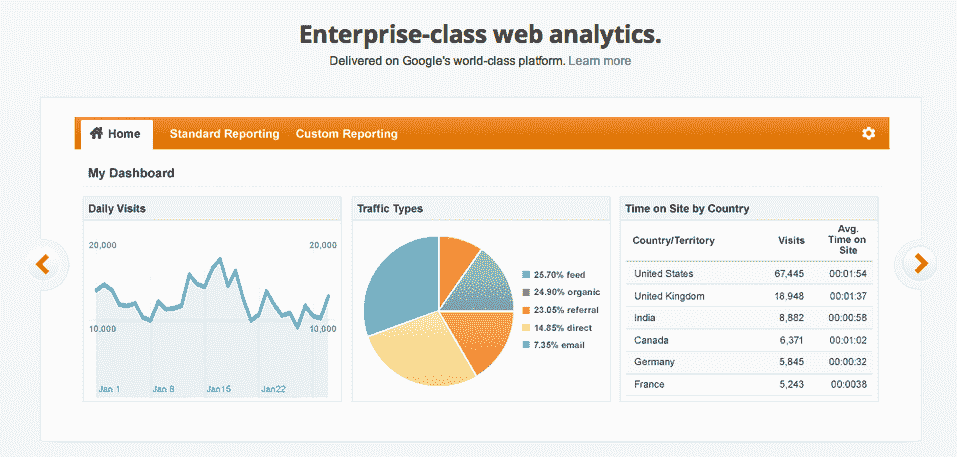 Enterprise-class web analytics.
Delivered on Google's world-class platform. Learn more
Home Standard Reporting Custom Reporting
My Dashboard
Daily Visits
20,000 20,000
10,000 10,000
Jan 1 Jan 8 Jan15 Jan22
Traffic Types
25.70% feed
24.90% organic
23.05% referral
14.85% direct
7.35% email
Time on Site by Country
Country/Territory Visits Avg. Time on Site
United States 67,445 00:01:54
United Kingdom 18,948 00:01:37
India 8,882 00:00:58
Canada 6,371 00:01:02
Germany 5,845 00:00:32
France 5,243 00:0038